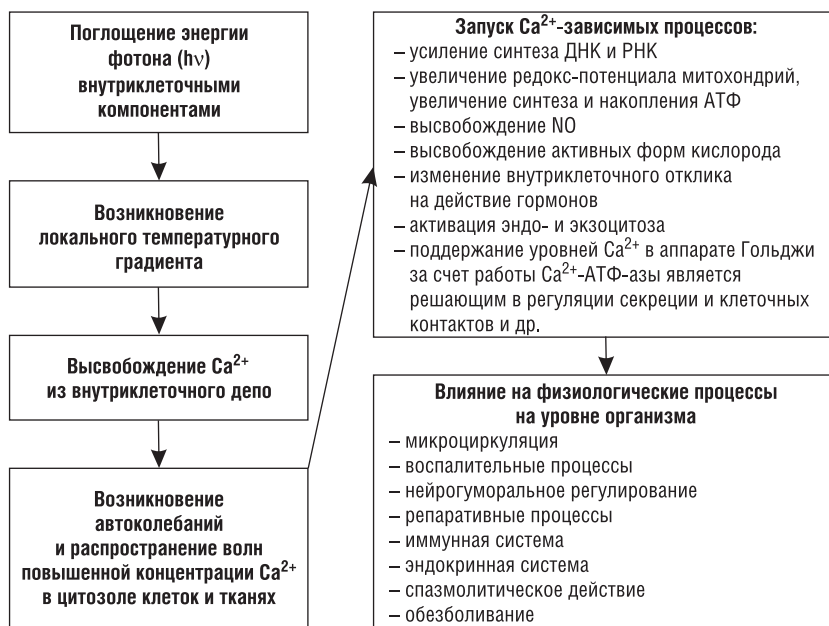 Поглощение энергии
фотона (hν)
внутриклеточными
компонентами
Возникновение
локального температурного
градиента
Высвобождение Ca²⁺
из внутриклеточного депо
Возникновение
автоколебаний
и распространение волн
повышенной концентрации Ca²⁺
в цитозоле клеток и тканях
Запуск Ca²⁺-зависимых процессов:
– усиление синтеза ДНК и РНК
– увеличение редокс-потенциала митохондрий,
увеличение синтеза и накопления АТФ
– высвобождение NO
– высвобождение активных форм кислорода
– изменение внутриклеточного отклика
на действие гормонов
– активация эндо- и экзоцитоза
– поддержание уровней Ca²⁺ в аппарате Гольджи
за счет работы Ca²⁺-АТФ-азы является
решающим в регуляции секреции и клеточных
контактов и др.
Влияние на физиологические процессы
на уровне организма
– микроциркуляция
– воспалительные процессы
– нейрогуморальное регулирование
– репаративные процессы
– иммунная система
– эндокринная система
– спазмолитическое действие
– обезболивание